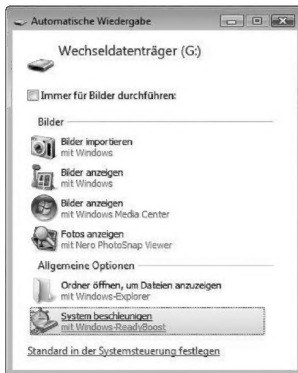 Automatische Wiedergabe
Wechseldatenträger (G:)
Immer für Bilder durchführen:
Bilder
Bilder importieren
mit Windows
Bilder anzeigen
mit Windows
Bilder anzeigen
mit Windows Media Center
Fotos anzeigen
mit Nero PhotoSnap Viewer
Allgemeine Optionen
Ordner öffnen, um Dateien anzuzeigen
mit Windows-Explorer
System beschleunigen
mit Windows-ReadyBoost
Standard in der Systemsteuerung festlegen